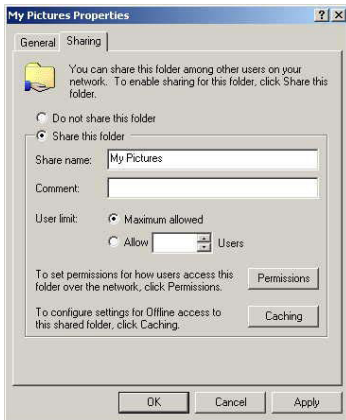 My Pictures Properties
General Sharing
You can share this folder among other users on your
network. To enable sharing for this folder, click Share this
folder.
Do not share this folder
Share this folder
Share name: My Pictures
Comment:
User limit: Maximum allowed
Allow Users
To set permissions for how users access this
folder over the network, click Permissions.
Permissions
To configure settings for Offline access to
this shared folder, click Caching.
Caching
OK Cancel Apply